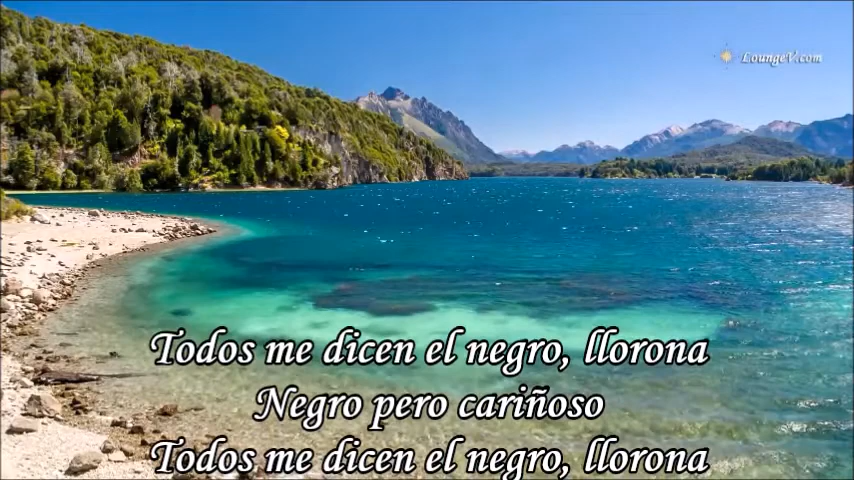 LoungeV.com
Todos me dicen el negro, llorona
Negro pero cariñoso
Todos me dicen el negro, llorona